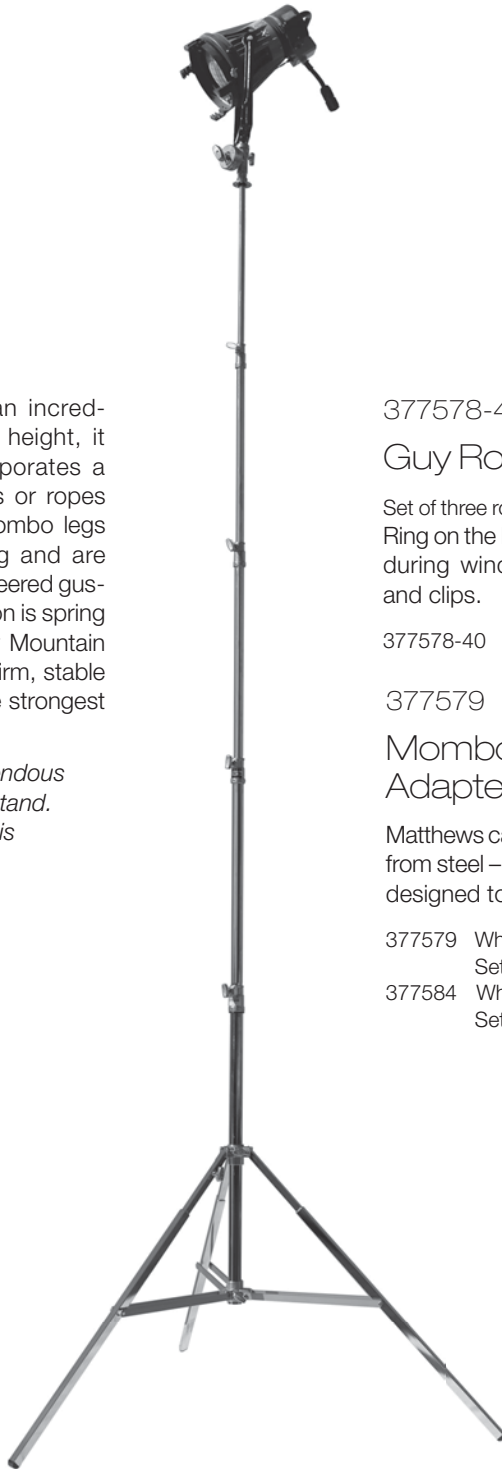 an incred-
height, it
porates a
s or ropes
ombo legs
g and are
eered gus-
on is spring
Mountain
irm, stable
e strongest
endous
tand.
is
377578-4
Guy Ro
Set of three ro
Ring on the
during wind
and clips.
377578-40
377579
Mombo
Adapte
Matthews ca
from steel –
designed to
377579 Wh
Set
377584 Wh
Set